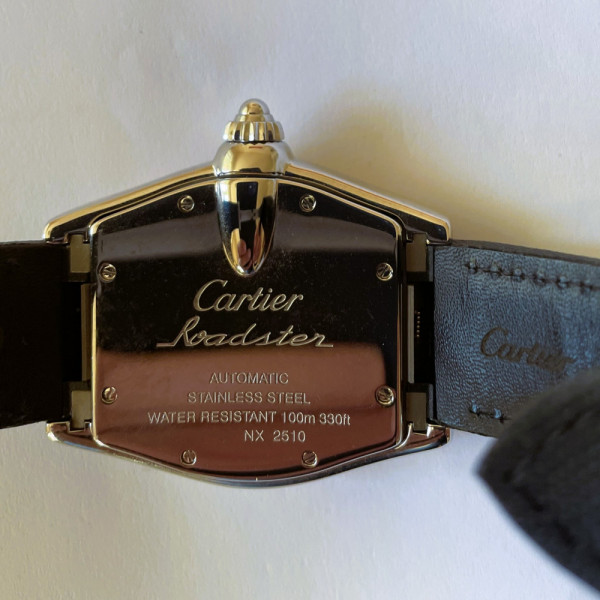 Cartier
Roadster
AUTOMATIC
STAINLESS STEEL
WATER RESISTANT 100m 330ft
NX 2510
Cartier